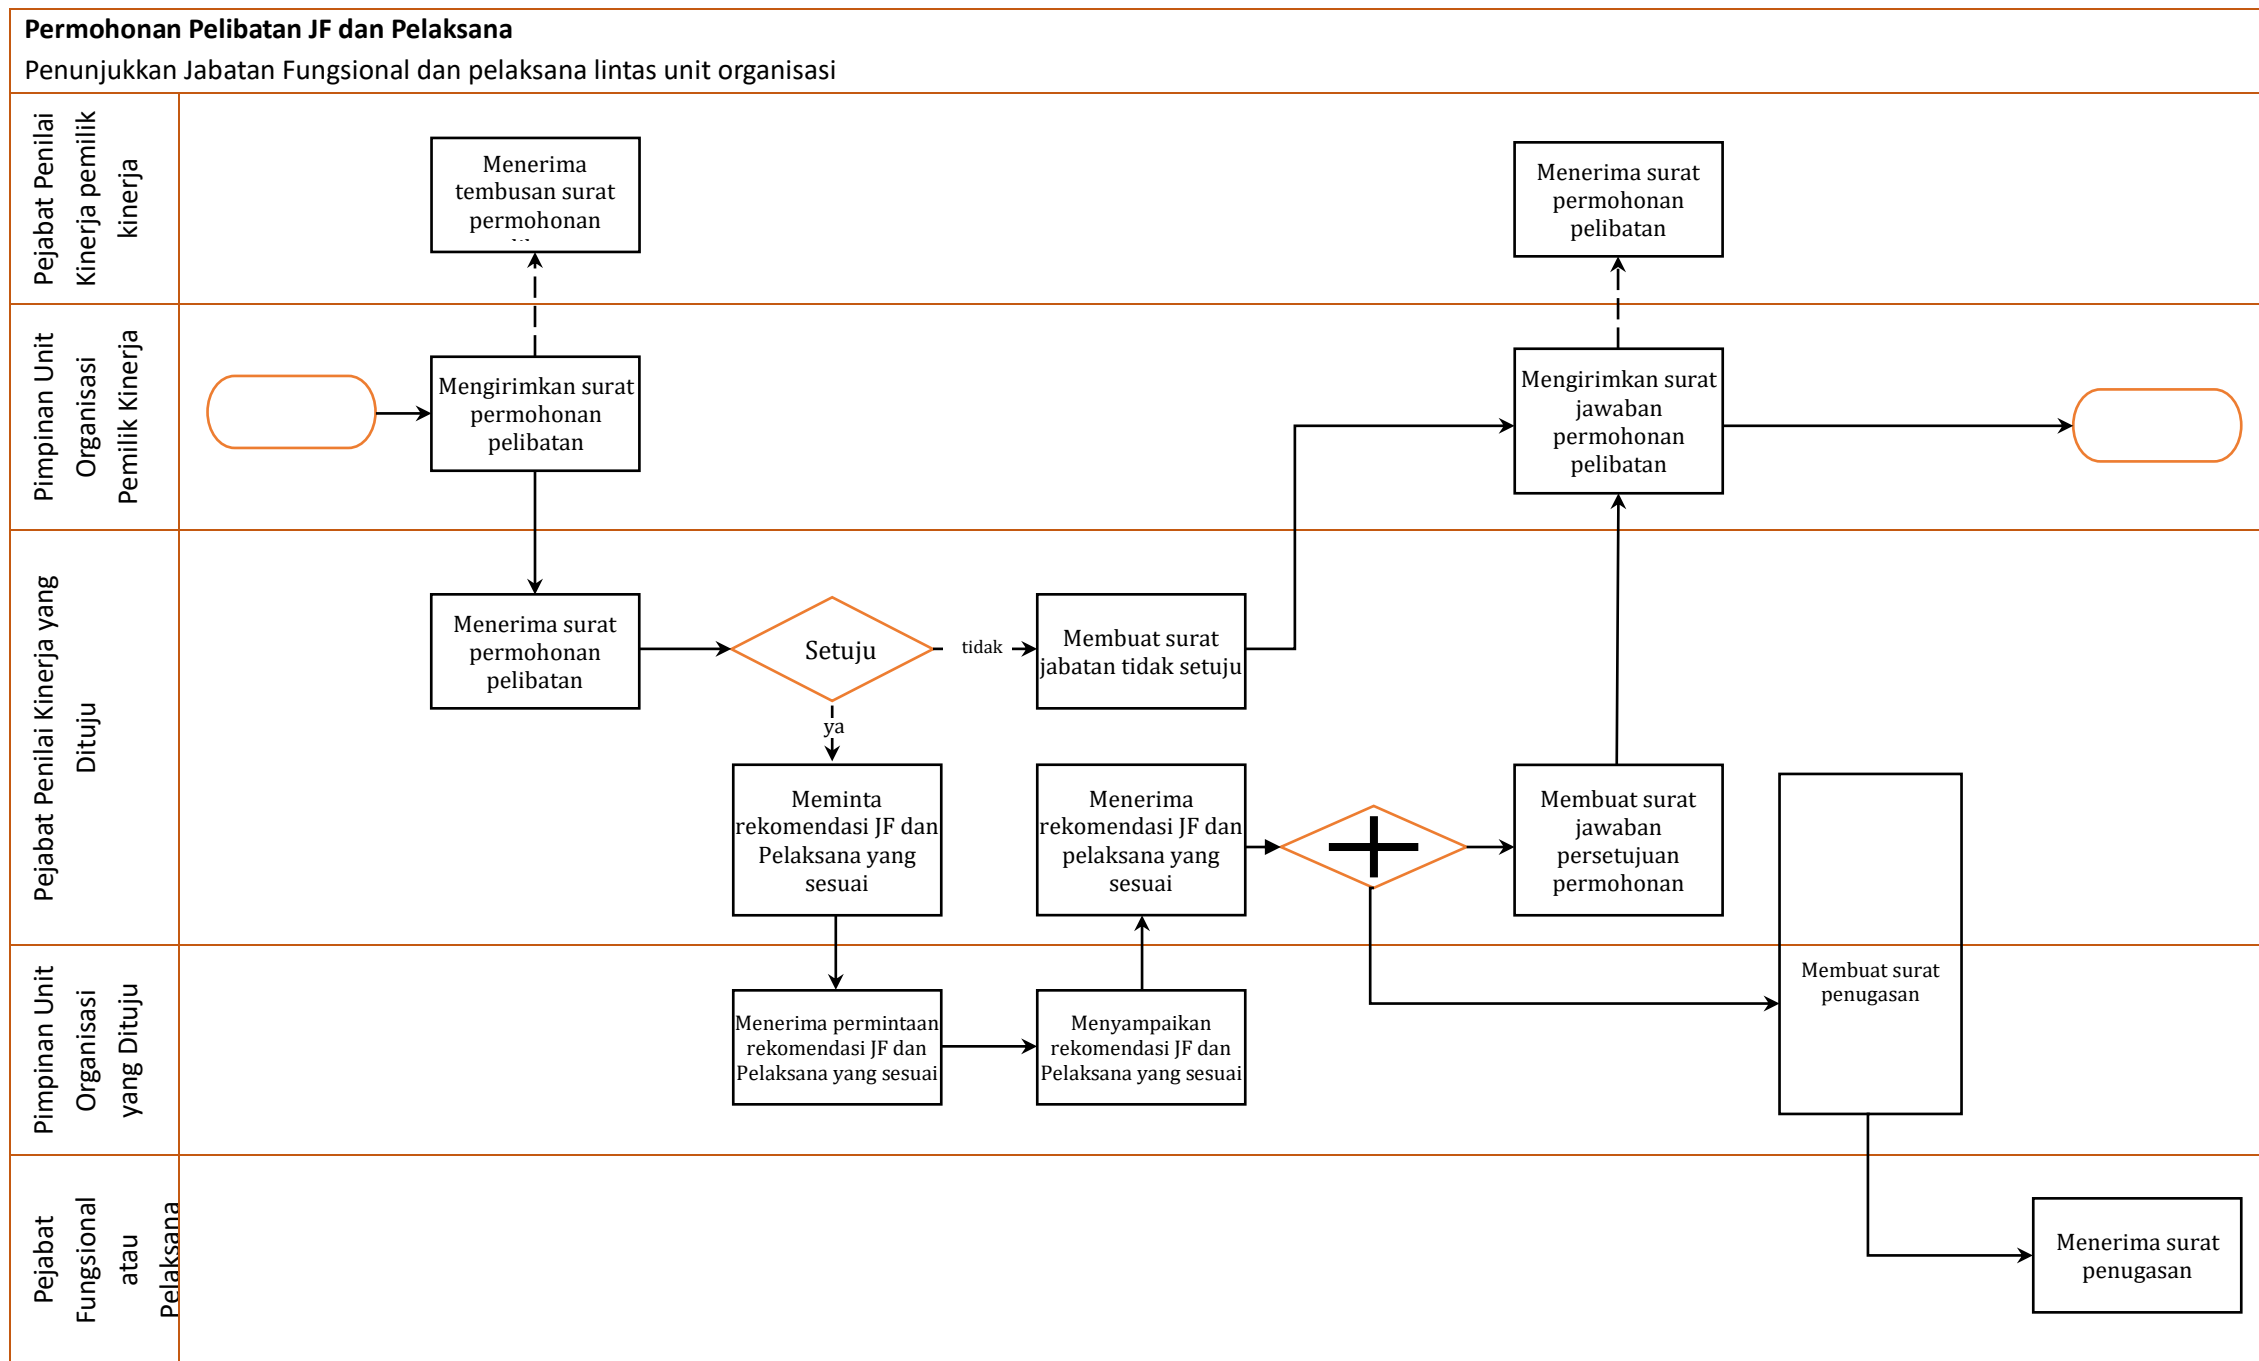 Permohonan Pelibatan JF dan Pelaksana
Penunjukkan Jabatan Fungsional dan pelaksana lintas unit organisasi
Pejabat Penilai
Kinerja pemilik
kinerja
Menerima
tembusan surat
permohonan
Menerima surat
permohonan
pelibatan
Pimpinan Unit
Organisasi
Pemilik Kinerja
Mengirimkan surat
permohonan
pelibatan
Mengirimkan surat
jawaban
permohonan
pelibatan
Pejabat Penilai Kinerja yang
Dituju
Menerima surat
permohonan
pelibatan
Setuju
tidak
Membuat surat
jabatan tidak setuju
ya
Meminta
rekomendasi JF dan
Pelaksana yang
sesuai
Menerima
rekomendasi JF dan
pelaksana yang
sesuai
Membuat surat
jawaban
persetujuan
permohonan
Pimpinan Unit
Organisasi
yang Dituju
Menerima permintaan
rekomendasi JF dan
Pelaksana yang sesuai
Menyampaikan
rekomendasi JF dan
Pelaksana yang sesuai
Membuat surat
penugasan
Pejabat
Fungsional
atau
Pelaksana
Menerima surat
penugasan